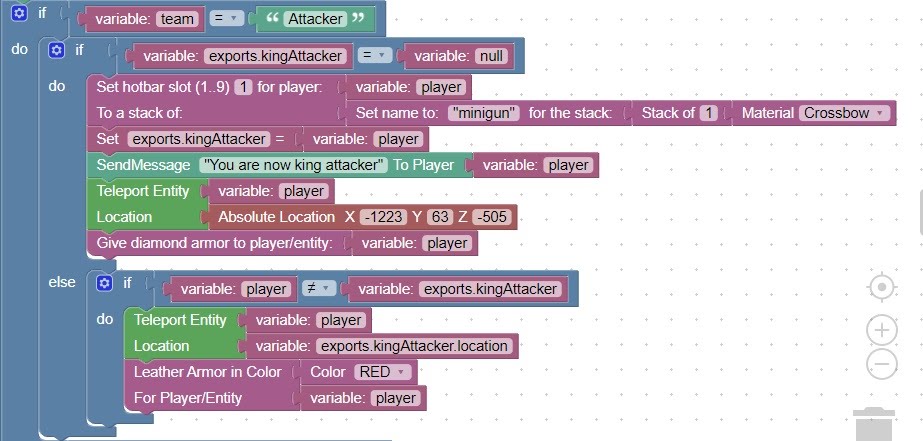 if variable: team = “ Attacker ”
do if variable: exports.kingAttacker = variable: null
do Set hotbar slot (1..9) 1 for player: variable: player
To a stack of: Set name to: "minigun" for the stack: Stack of 1 Material Crossbow
Set exports.kingAttacker = variable: player
SendMessage "You are now king attacker" To Player variable: player
Teleport Entity variable: player
Location Absolute Location X -1223 Y 63 Z -505
Give diamond armor to player/entity: variable: player
else if variable: player ≠ variable: exports.kingAttacker
do Teleport Entity variable: player
Location variable: exports.kingAttacker.location
Leather Armor in Color Color RED
For Player/Entity variable: player